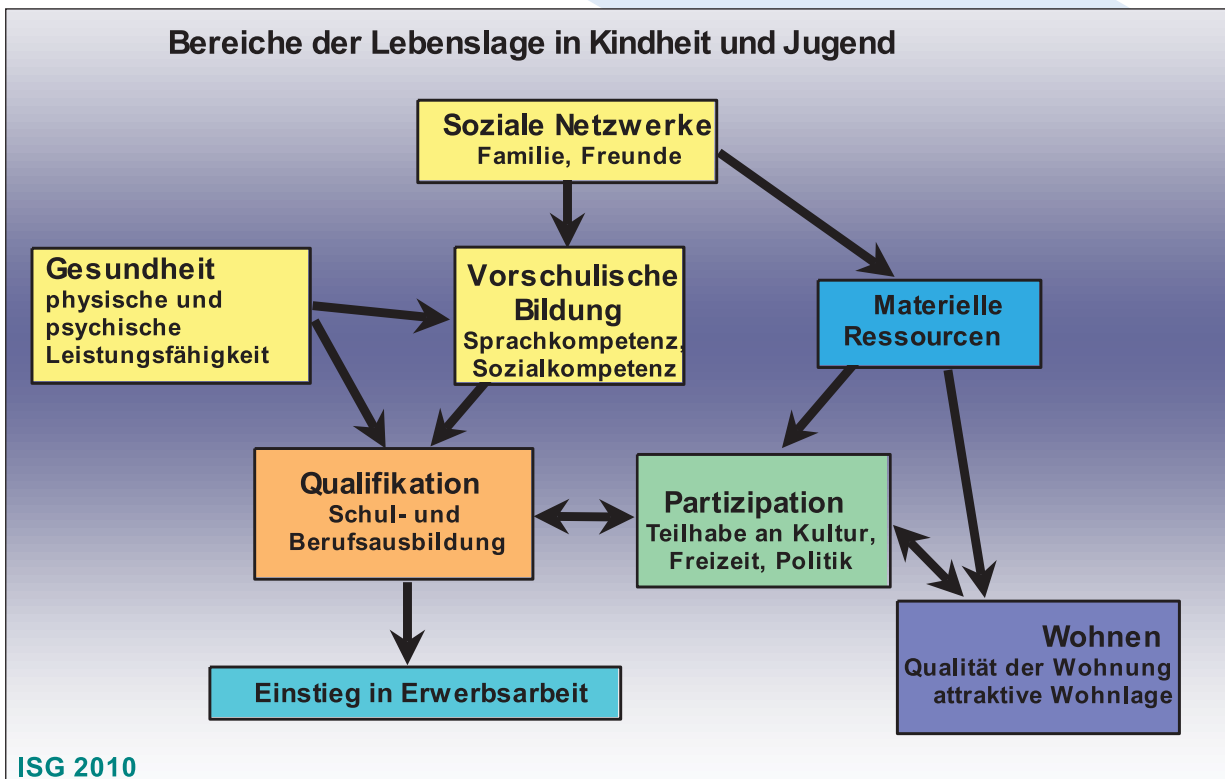 Bereiche der Lebenslage in Kindheit und Jugend
Soziale Netzwerke
Familie, Freunde
Gesundheit
physische und
psychische
Leistungsfähigkeit
Vorschulische
Bildung
Sprachkompetenz,
Sozialkompetenz
Materielle
Ressourcen
Qualifikation
Schul- und
Berufsausbildung
Partizipation
Teilhabe an Kultur,
Freizeit, Politik
Wohnen
Qualität der Wohnung
attraktive Wohnlage
Einstieg in Erwerbsarbeit
ISG 2010